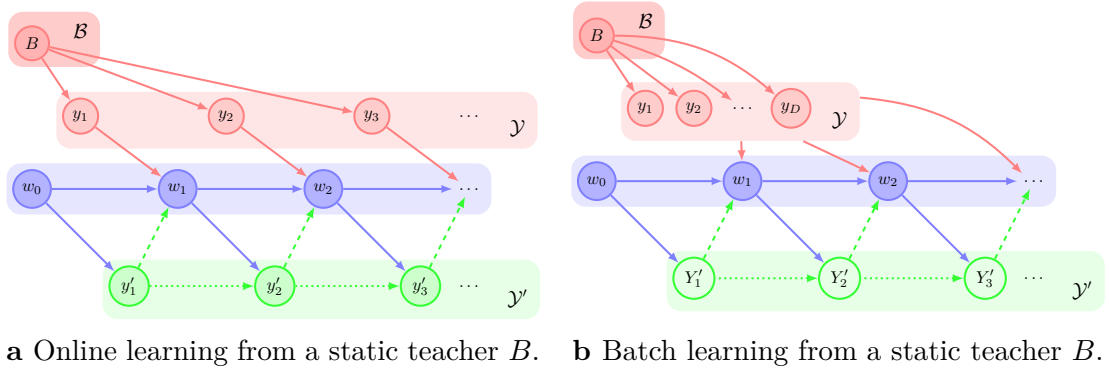 B 𝓑
y₁ y₂ y₃ ⋯ 𝒴
w₀ w₁ w₂ ⋯
y′₁ y′₂ y′₃ ⋯ 𝒴′
a Online learning from a static teacher B.
B 𝓑
y₁ y₂ ⋯ y_D 𝒴
w₀ w₁ w₂ ⋯
Y′₁ Y′₂ Y′₃ ⋯ 𝒴′
b Batch learning from a static teacher B.